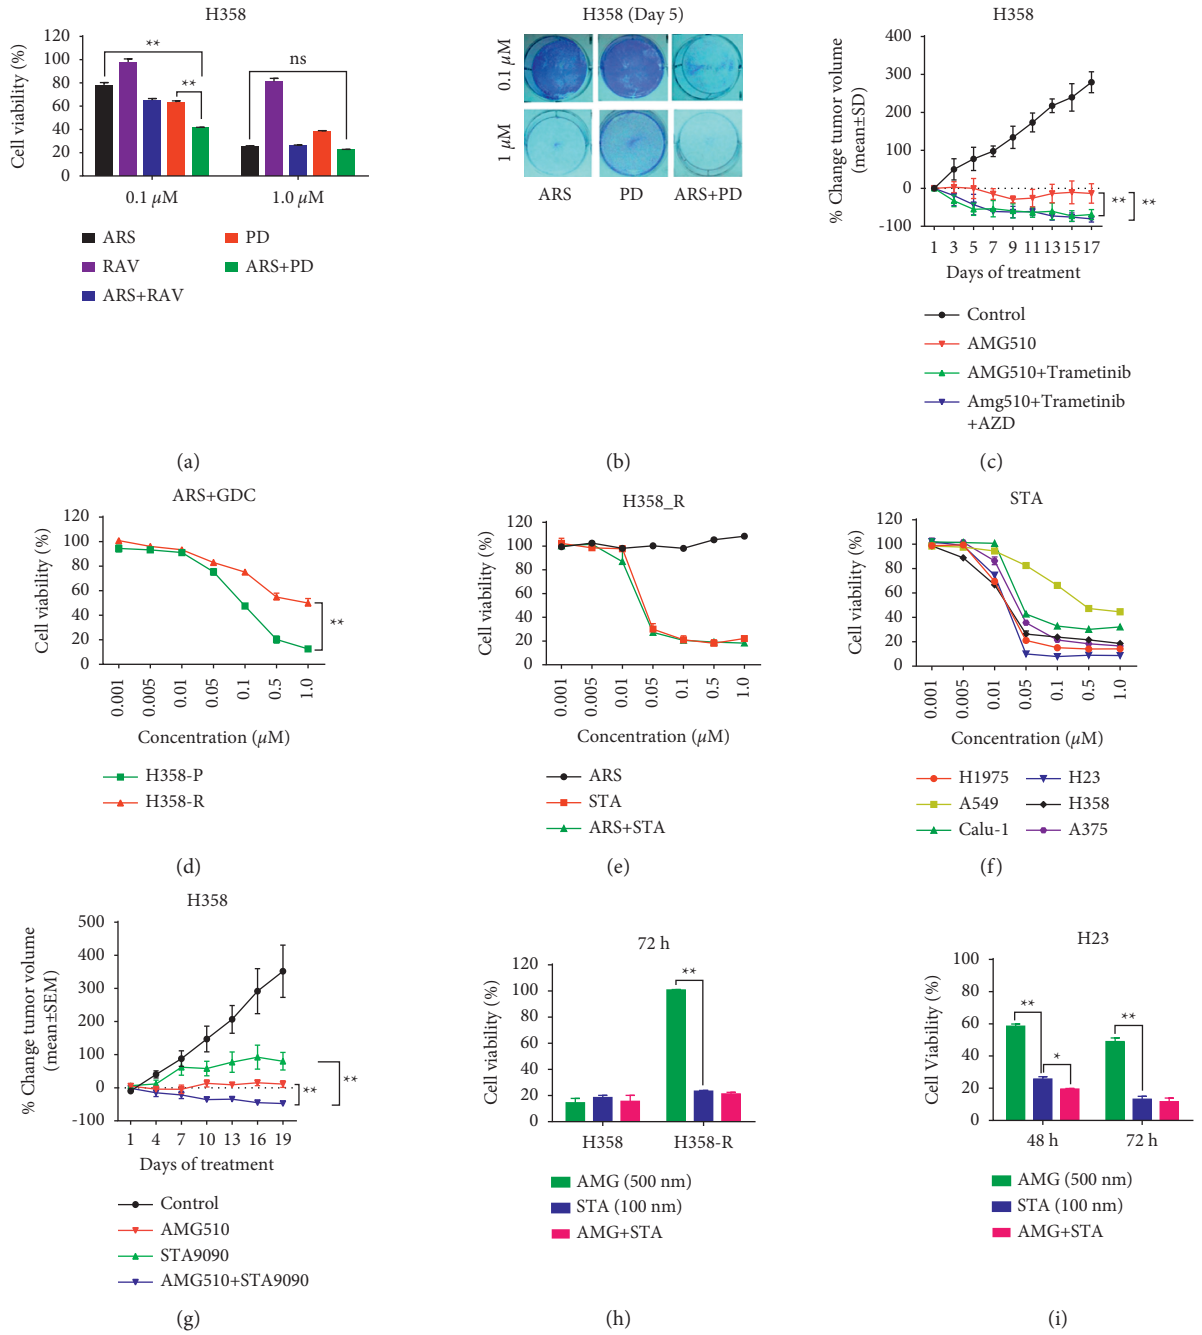 H358
Cell viability (%)
120
100
80
60
40
20
0
**
**
ns
0.1 μM
1.0 μM
ARS
PD
RAV
ARS+PD
ARS+RAV
(a)
H358 (Day 5)
0.1 μM
1 μM
ARS
PD
ARS+PD
(b)
H358
% Change tumor volume
(mean±SD)
400
300
200
100
0
-100
**
**
1 3 5 7 9 11 13 15 17
Days of treatment
Control
AMG510
AMG510+Trametinib
Amg510+Trametinib
+AZD
(c)
ARS+GDC
Cell viability (%)
120
100
80
60
40
20
0
**
0.001
0.005
0.01
0.05
0.1
0.5
1.0
Concentration (μM)
H358-P
H358-R
(d)
H358_R
Cell viability (%)
120
100
80
60
40
20
0
0.001
0.005
0.01
0.05
0.1
0.5
1.0
Concentration (μM)
ARS
STA
ARS+STA
(e)
STA
Cell viability (%)
120
100
80
60
40
20
0
0.001
0.005
0.01
0.05
0.1
0.5
1.0
Concentration (μM)
H1975
H23
A549
H358
Calu-1
A375
(f)
H358
% Change tumor volume
(mean±SEM)
500
400
300
200
100
0
-100
**
**
1 4 7 10 13 16 19
Days of treatment
Control
AMG510
STA9090
AMG510+STA9090
(g)
72 h
Cell viability (%)
120
100
80
60
40
20
0
**
H358
H358-R
AMG (500 nm)
STA (100 nm)
AMG+STA
(h)
H23
Cell Viability (%)
100
80
60
40
20
0
**
*
**
48 h
72 h
AMG (500 nm)
STA (100 nm)
AMG+STA
(i)